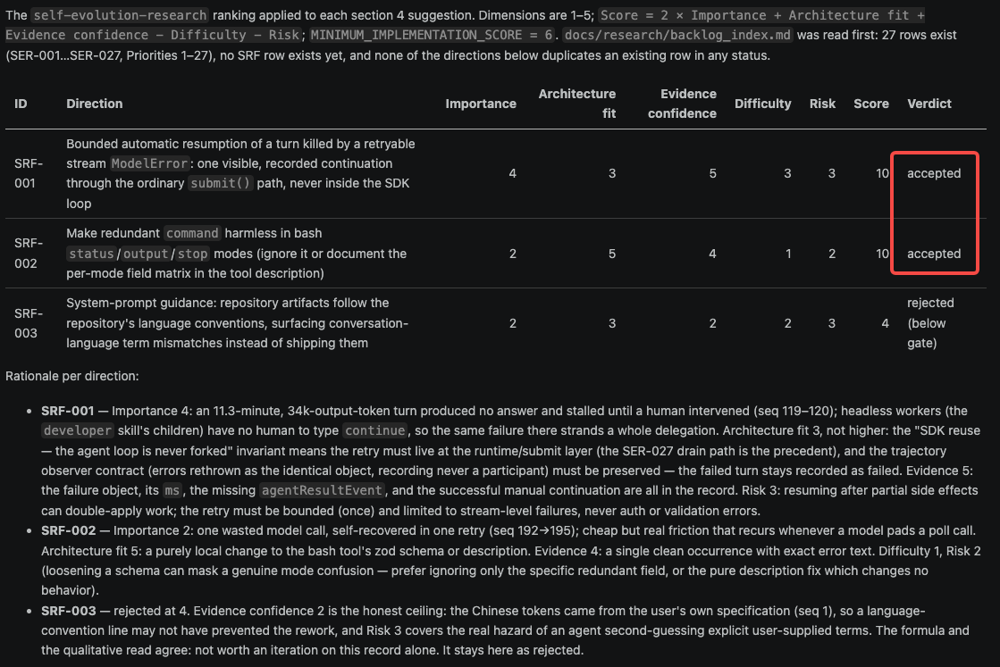 The self-evolution-research ranking applied to each section 4 suggestion. Dimensions are 1–5; Score = 2 × Importance + Architecture fit +
Evidence confidence − Difficulty − Risk; MINIMUM_IMPLEMENTATION_SCORE = 6. docs/research/backlog_index.md was read first: 27 rows exist
(SER-001…SER-027, Priorities 1–27), no SRF row exists yet, and none of the directions below duplicates an existing row in any status.
ID Direction Importance Architecture fit Evidence confidence Difficulty Risk Score Verdict
SRF-001 Bounded automatic resumption of a turn killed by a retryable
stream ModelError: one visible, recorded continuation
through the ordinary submit() path, never inside the SDK
loop 4 3 5 3 3 10 accepted
SRF-002 Make redundant command harmless in bash
status/output/stop modes (ignore it or document the
per-mode field matrix in the tool description) 2 5 4 1 2 10 accepted
SRF-003 System-prompt guidance: repository artifacts follow the
repository's language conventions, surfacing conversation-
language term mismatches instead of shipping them 2 3 2 2 3 4 rejected (below gate)
Rationale per direction:
• SRF-001 — Importance 4: an 11.3-minute, 34k-output-token turn produced no answer and stalled until a human intervened (seq 119–120); headless workers (the
developer skill's children) have no human to type continue, so the same failure there strands a whole delegation. Architecture fit 3, not higher: the "SDK reuse
— the agent loop is never forked" invariant means the retry must live at the runtime/submit layer (the SER-027 drain path is the precedent), and the trajectory
observer contract (errors rethrown as the identical object, recording never a participant) must be preserved — the failed turn stays recorded as failed. Evidence 5:
the failure object, its ms, the missing agentResultEvent, and the successful manual continuation are all in the record. Risk 3: resuming after partial side effects
can double-apply work; the retry must be bounded (once) and limited to stream-level failures, never auth or validation errors.
• SRF-002 — Importance 2: one wasted model call, self-recovered in one retry (seq 192→195); cheap but real friction that recurs whenever a model pads a poll call.
Architecture fit 5: a purely local change to the bash tool's zod schema or description. Evidence 4: a single clean occurrence with exact error text. Difficulty 1, Risk 2
(loosening a schema can mask a genuine mode confusion — prefer ignoring only the specific redundant field, or the pure description fix which changes no
behavior).
• SRF-003 — rejected at 4. Evidence confidence 2 is the honest ceiling: the Chinese tokens came from the user's own specification (seq 1), so a language-
convention line may not have prevented the rework, and Risk 3 covers the real hazard of an agent second-guessing explicit user-supplied terms. The formula and
the qualitative read agree: not worth an iteration on this record alone. It stays here as rejected.